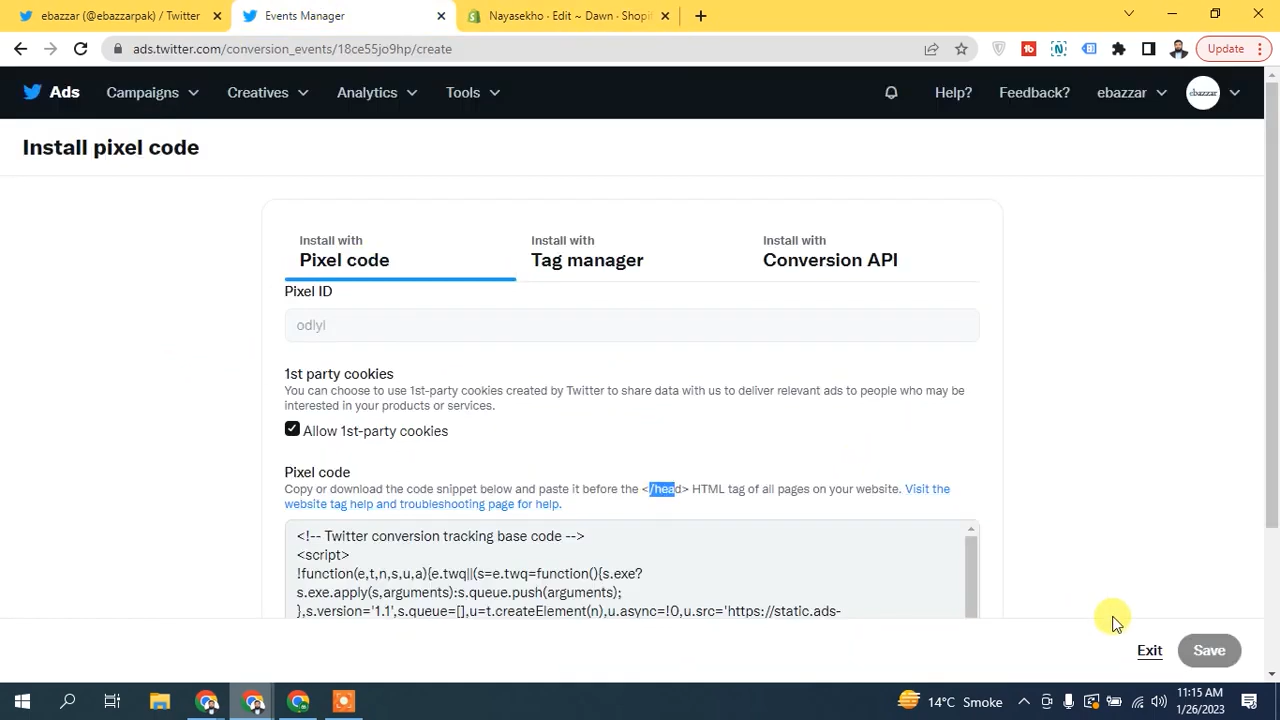 ebazzar (@ebazzarpak) / Twitter
Events Manager
Nayasekho · Edit ~ Dawn · Shopi
ads.twitter.com/conversion_events/18ce55jo9hp/create
Update
Ads
Campaigns
Creatives
Analytics
Tools
Help?
Feedback?
ebazzar
ebazzar
Install pixel code
Install with
Pixel code
Install with
Tag manager
Install with
Conversion API
Pixel ID
odlyl
1st party cookies
You can choose to use 1st-party cookies created by Twitter to share data with us to deliver relevant ads to people who may be
interested in your products or services.
Allow 1st-party cookies
Pixel code
Copy or download the code snippet below and paste it before the </head> HTML tag of all pages on your website. Visit the
website tag help and troubleshooting page for help.
<!-- Twitter conversion tracking base code -->
<script>
!function(e,t,n,s,u,a){e.twq||(s=e.twq=function(){s.exe?
s.exe.apply(s,arguments):s.queue.push(arguments);
},s.version='1.1',s.queue=[],u=t.createElement(n),u.async=!0,u.src='https://static.ads-
Exit
Save
14°C Smoke
11:15 AM
1/26/2023